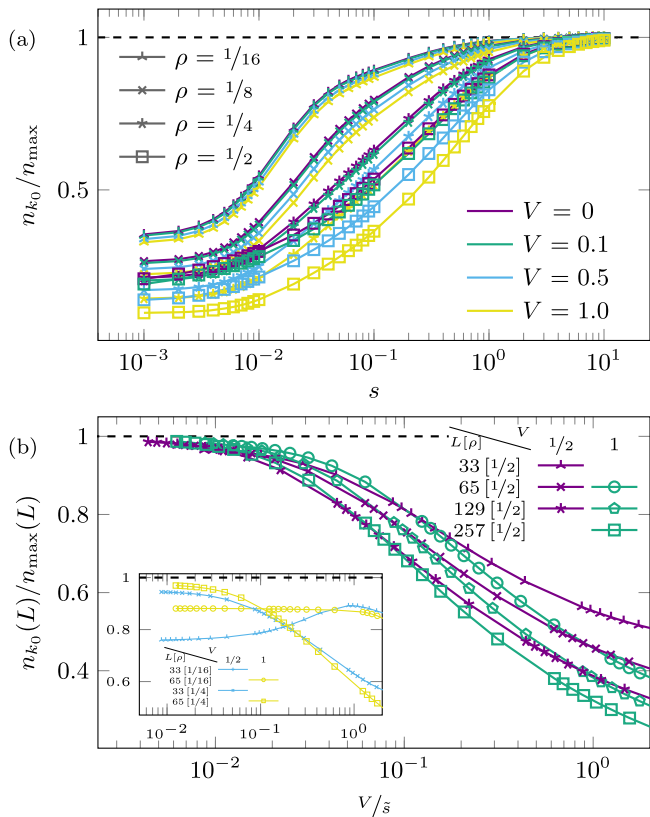 (a)
1
0.5
n_{k_0}/n_{max}
ρ = 1/16
ρ = 1/8
ρ = 1/4
ρ = 1/2
V = 0
V = 0.1
V = 0.5
V = 1.0
10^{−3} 10^{−2} 10^{−1} 10^{0} 10^{1}
s
(b)
1
0.8
0.6
0.4
n_{k_0}(L)/n_{max}(L)
V
L[ρ] 1/2 1
33 [1/2]
65 [1/2]
129 [1/2]
257 [1/2]
1
0.8
0.6
V
L[ρ] 1/2 1
33 [1/16]
65 [1/16]
33 [1/4]
65 [1/4]
10^{−2} 10^{−1} 10^{0}
10^{−2} 10^{−1} 10^{0}
V/s̃